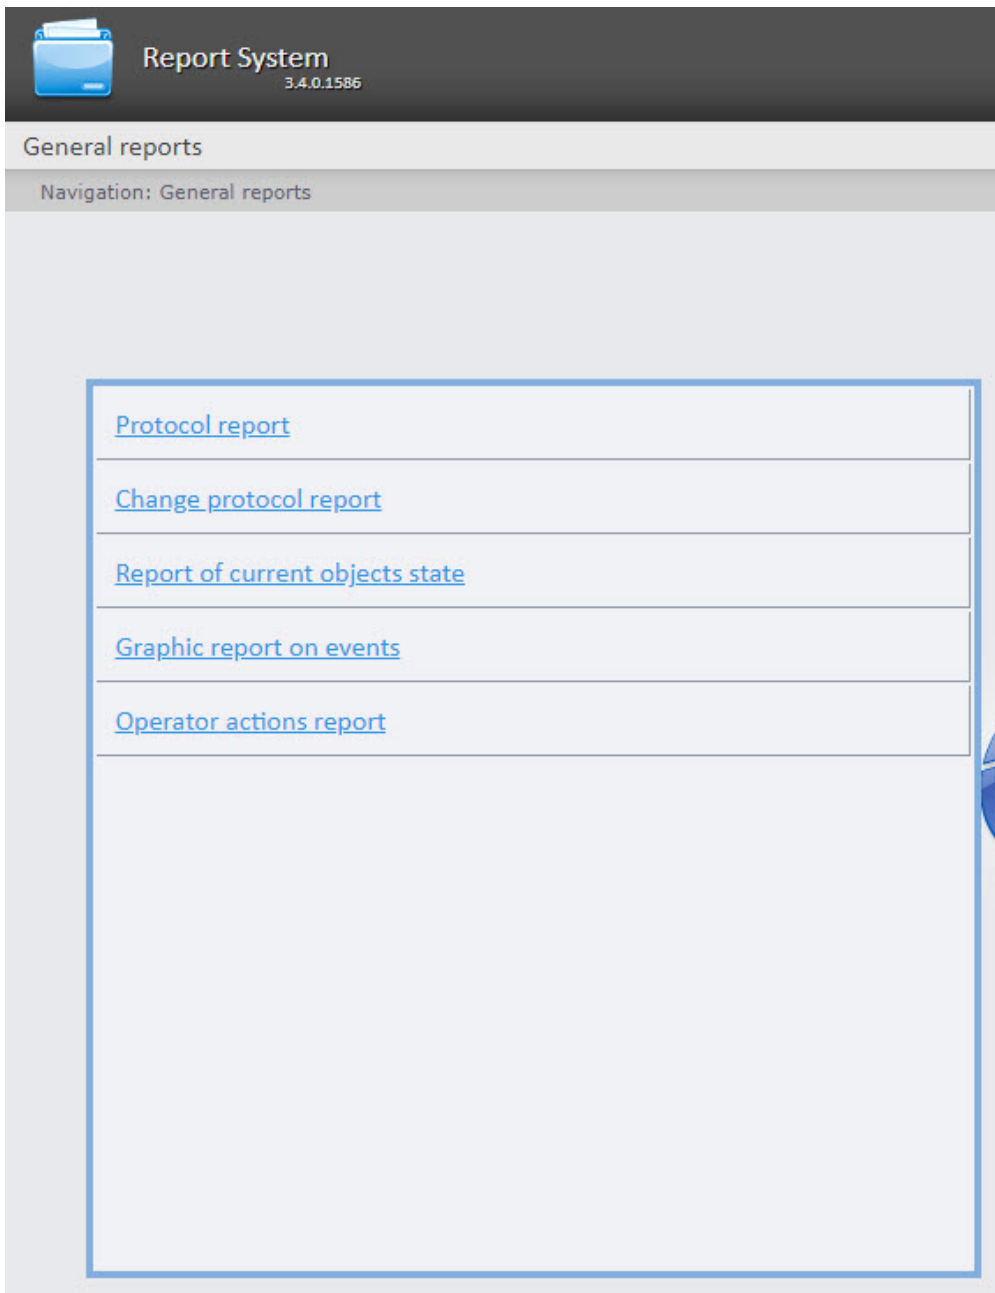 Report System
3.4.0.1586
General reports
Navigation: General reports
Protocol report
Change protocol report
Report of current objects state
Graphic report on events
Operator actions report